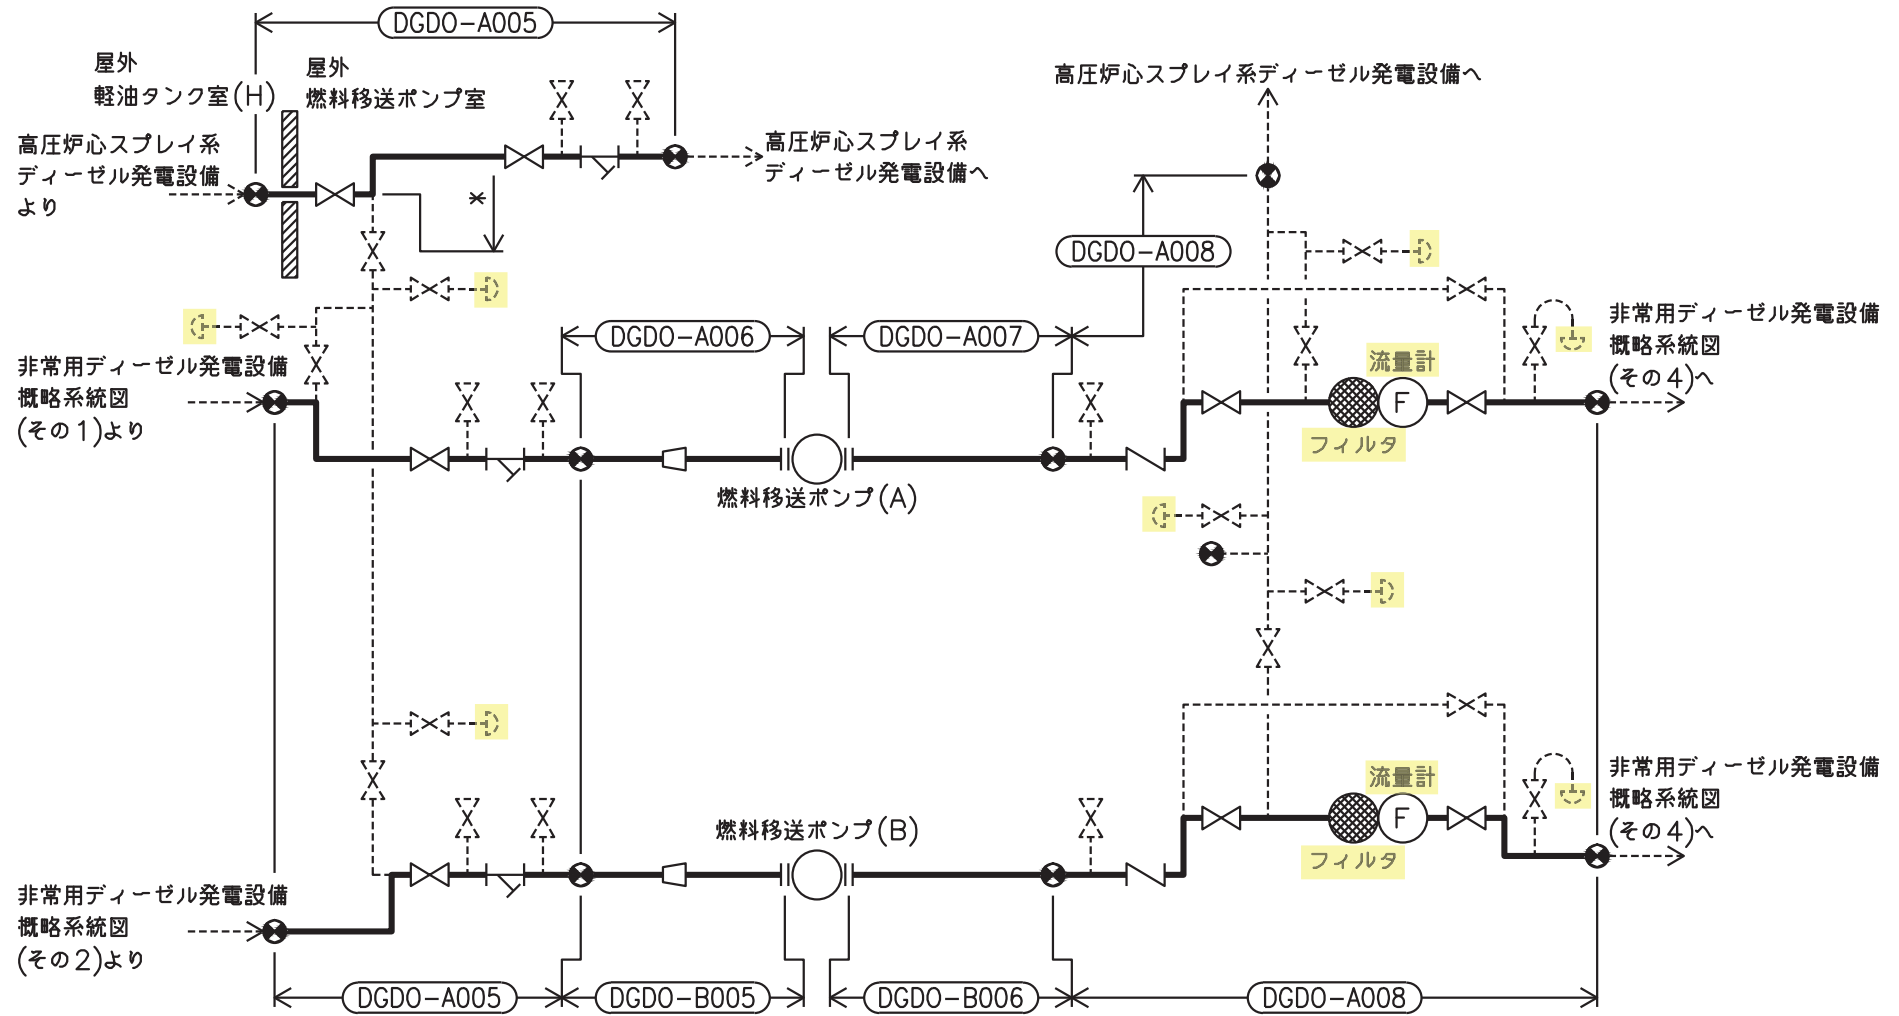 DGDO-A005
屋外
軽油タンク室(H)
屋外
燃料移送ポンプ室
高圧炉心スプレイ系
ディーゼル発電設備
より
高圧炉心スプレイ系
ディーゼル発電設備へ
高圧炉心スプレイ系ディーゼル発電設備へ
*
DGDO-A008
DGDO-A006
DGDO-A007
非常用ディーゼル発電設備
概略系統図
(その1)より
流量計
F
フィルタ
非常用ディーゼル発電設備
概略系統図
(その4)へ
燃料移送ポンプ(A)
流量計
F
フィルタ
非常用ディーゼル発電設備
概略系統図
(その4)へ
燃料移送ポンプ(B)
非常用ディーゼル発電設備
概略系統図
(その2)より
DGDO-A005
DGDO-B005
DGDO-B006
DGDO-A008